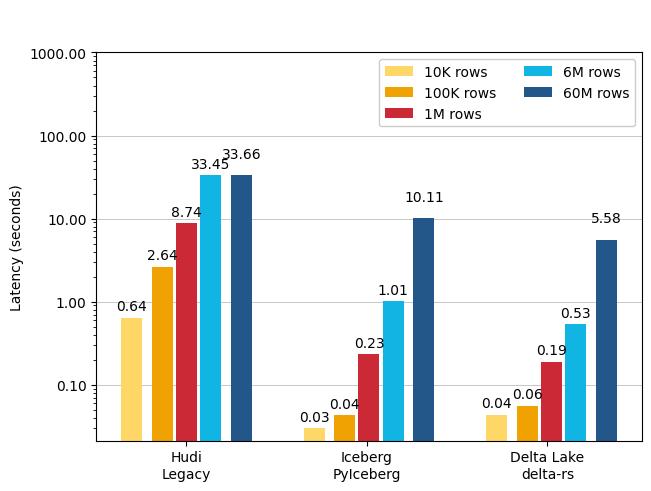 1000.00
100.00
10.00
1.00
0.10
Latency (seconds)
10K rows
100K rows
1M rows
6M rows
60M rows
0.64
2.64
8.74
33.45
33.66
0.03
0.04
0.23
1.01
10.11
0.04
0.06
0.19
0.53
5.58
Hudi
Legacy
Iceberg
PyIceberg
Delta Lake
delta-rs